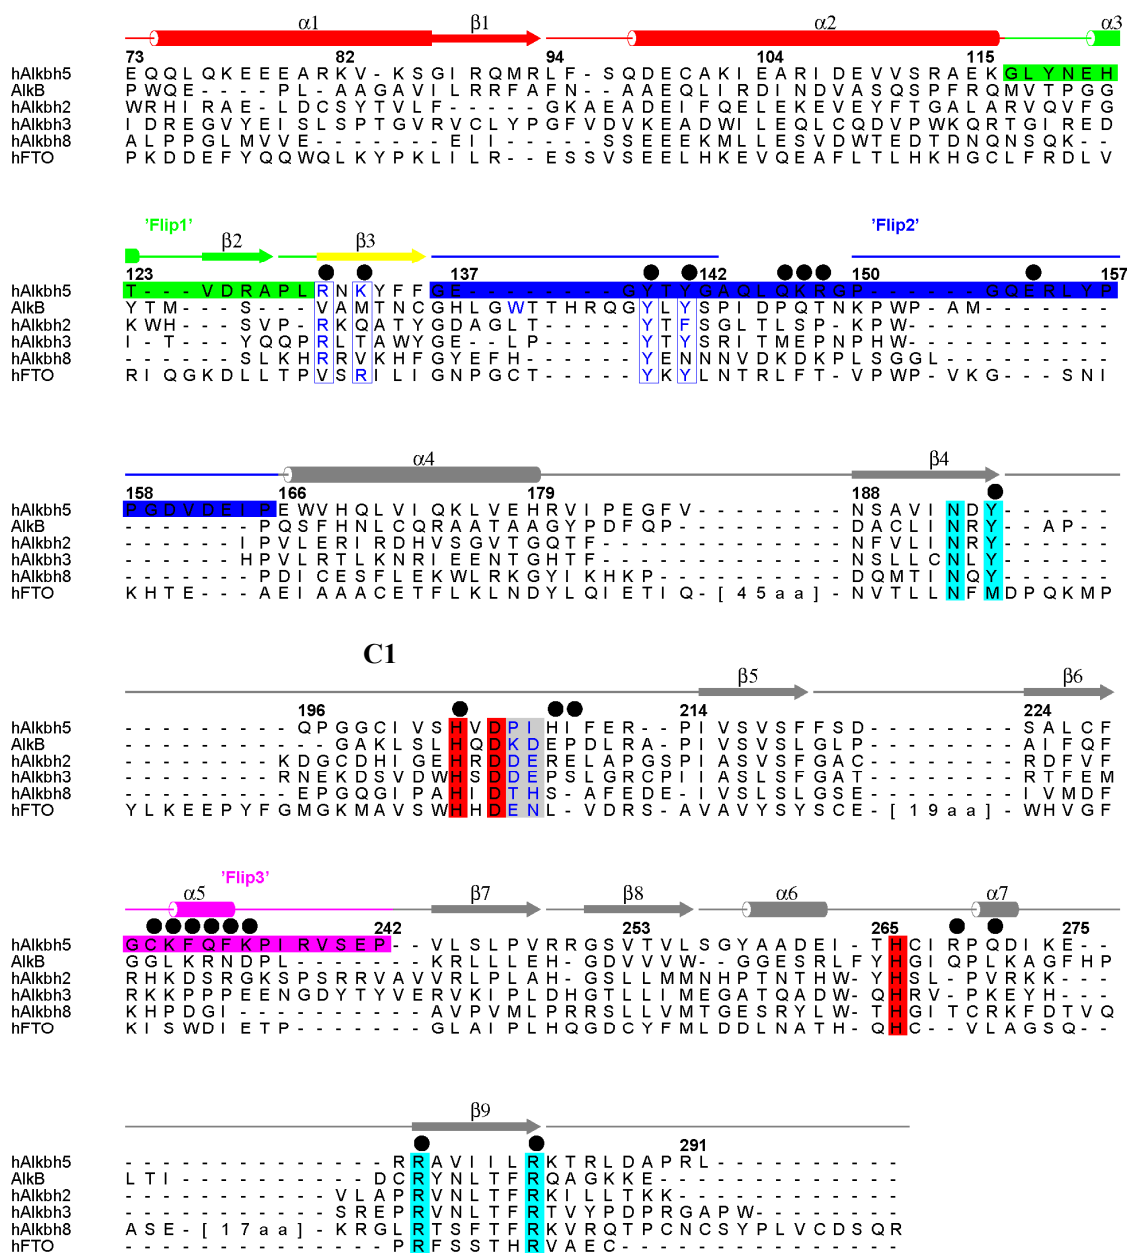 α1 β1 α2 α3
73 82 94 104 115
hAlkbh5 E Q Q L Q K E E E A R K V - K S G I R Q M R L F - S Q D E C A K I E A R I D E V V S R A E K G L Y N E H
AlkB P W Q E - - - - P L - A A G A V I L R R F A F N - A A E Q L I R D I N D V A S Q S P F R Q M V T P G G
hAlkbh2 W R H I R A E - L D C S Y T V L F - - - - - G K A E A D E I F Q E L E K E V E Y F T G A L A R V Q V F G
hAlkbh3 I D R E G V Y E I S L S P T G V R V C L Y P G F V D V K E A D W I L E Q L C Q D V P W K Q R T G I R E D
hAlkbh8 A L P P G L M V V E - - - - - - - E I I - - - - - S S E E E K M L L E S V D W T E D T D N Q N S Q K - -
hFTO P K D D E F Y Q Q W Q L K Y P K L I L R - - E S S V S E E E L H K E V Q E A F L T L H K H G C L F R D L V
'Flip1' β2 β3 'Flip2'
123 137 142 150 157
hAlkbh5 T - - - V D R A P L R N K Y F F G E - - - - - - - - G Y T Y G A Q L Q K R G P - - - - - - G Q E R L Y P
AlkB Y T M - - - S - - - V A M T N C G H L G W T T H R Q G Y L Y S P I D P Q T N K P W P - A M - - - - - - -
hAlkbh2 K W H - - - S V P - R K Q A T Y G D A G L T - - - - - Y T F S G L T L S P - K P W - - - - - - - - - - -
hAlkbh3 I - T - - - Y Q Q P R L T A W Y G E - - L P - - - - - Y T Y S R I T M E P N P H W - - - - - - - - - - -
hAlkbh8 - - - - - - S L K H R R V K H F G Y E F H - - - - - - Y E N N N V D K D K P L S G G L - - - - - - - - -
hFTO R I Q G K D L L T P V S R I L I G N P G C T - - - - - Y K Y L N T R L F T - V P W P - V K G - - - S N I
α4 β4
158 166 179 188
hAlkbh5 P G D V D E I P E W V H Q L V I Q K L V E H R V I P E G F V - - - - - - - - N S A V I N D Y - - - - - -
AlkB - - - - - - - P Q S F H N L C Q R A A T A A G Y P D F Q P - - - - - - - - - D A C L I N R Y - - A P - -
hAlkbh2 - - - - - - I P V L E R I R D H V S G V T G Q T F - - - - - - - - - - - - - N F V L I N R Y - - - - - -
hAlkbh3 - - - - - - H P V L R T L K N R I E E N T G H T F - - - - - - - - - - - - - N S L L C N L Y - - - - - -
hAlkbh8 - - - - - - - P D I C E S F L E K W L R K G Y I K H K P - - - - - - - - - - D Q M T I N Q Y - - - - - -
hFTO K H T E - - - A E I A A A C E T F L K L N D Y L Q I E T I Q - [ 4 5 a a ] - N V T L L N F M D P Q K M P
C1
β5 β6
196 214 224
hAlkbh5 - - - - - - - - - Q P G G C I V S H V D P I H I F E R - - P I V S V S F F S D - - - - - - - - S A L C F
AlkB - - - - - - - - - - - G A K L S L H Q D K D E P D L R A - P I V S V S L G L P - - - - - - - - A I F Q F
hAlkbh2 - - - - - - - - K D G C D H I G E H R D D E R E L A P G S P I A S V S F G A C - - - - - - - - R D F V F
hAlkbh3 - - - - - - - - R N E K D S V D W H S D D E P S L G R C P I I A S L S F G A T - - - - - - - - R T F E M
hAlkbh8 - - - - - - - - - E P G Q G I P A H I D T H S - A F E D E - I V S L S L G S E - - - - - - - - I V M D F
hFTO Y L K E E P Y F G M G K M A V S W H H D E N L - V D R S - A V A V Y S Y S C E - [ 1 9 a a ] - W H V G F
'Flip3'
α5 β7 β8 α6 α7
242 253 265 275
hAlkbh5 G C K F Q F K P I R V S E P - - V L S L P V R R G S V T V L S G Y A A D E I - T H C I R P Q D I K E - -
AlkB G G L K R N D P L - - - - - - - K R L L L E H - G D V V V W - - G G E S R L F Y H G I Q P L K A G F H P
hAlkbh2 R H K D S R G K S P S R R V A V V R L P L A H - G S L L M M N H P T N T H W - Y H S L - P V R K K - - -
hAlkbh3 R K K P P P E E N G D Y T Y V E R V K I P L D H G T L L I M E G A T Q A D W - Q H R V - P K E Y H - - -
hAlkbh8 K H P D G I - - - - - - - - - - A V P V M L P R R S L L V M T G E S R Y L W - T H G I T C R K F D T V Q
hFTO K I S W D I E T P - - - - - - - G L A I P L H Q G D C Y F M L D D L N A T H - Q H C - - V L A G S Q - -
β9
291
hAlkbh5 - - - - - - - - - - - - - - R R A V I I L R K T R L D A P R L - - - - - - - - - -
AlkB L T I - - - - - - - - - - D C R Y N L T F R Q A G K K E - - - - - - - - - - - - -
hAlkbh2 - - - - - - - - - - - V L A P R V N L T F R K I L L T K K - - - - - - - - - - - -
hAlkbh3 - - - - - - - - - - - S R E P R V N L T F R T V Y P D P R G A P W - - - - - - - -
hAlkbh8 A S E - [ 1 7 a a ] - K R G L R T S F T F R K V R Q T P C N C S Y P L V C D S Q R
hFTO - - - - - - - - - - - - - - P R F S S T H R V A E C - - - - - - - - - - - - - - -